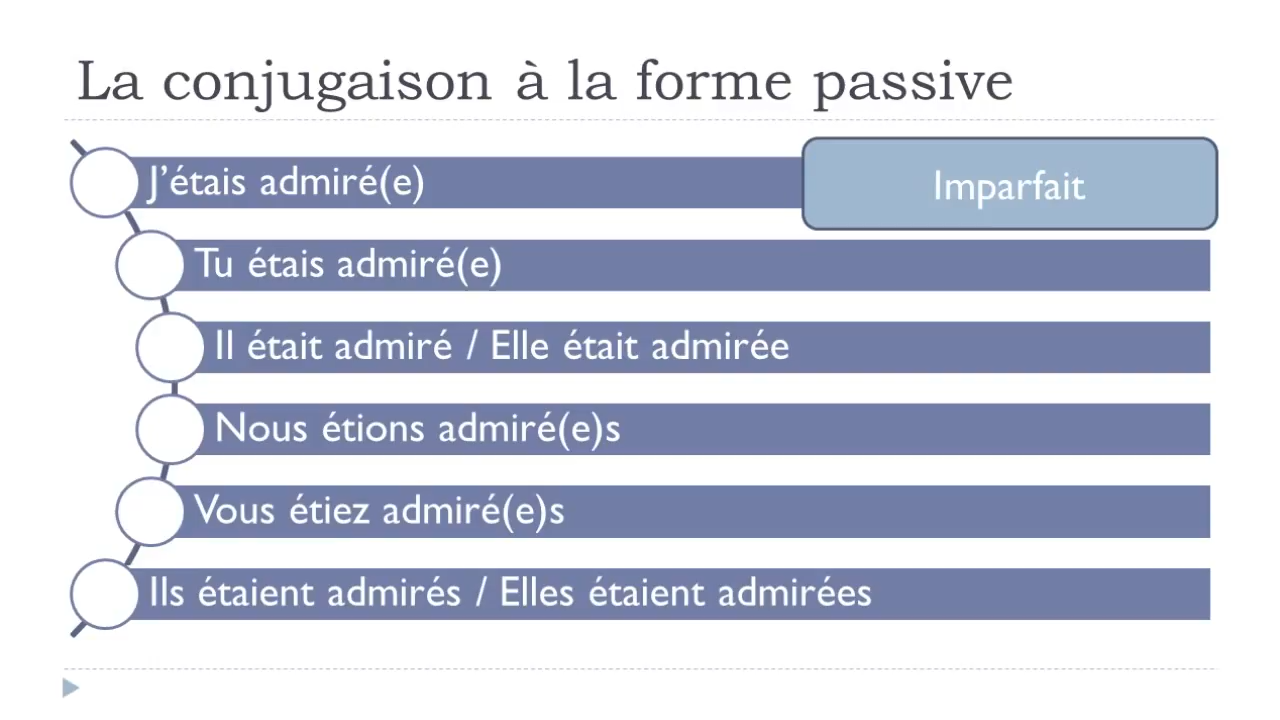 La conjugaison à la forme passive
J’étais admiré(e)
Imparfait
Tu étais admiré(e)
Il était admiré / Elle était admirée
Nous étions admiré(e)s
Vous étiez admiré(e)s
Ils étaient admirés / Elles étaient admirées